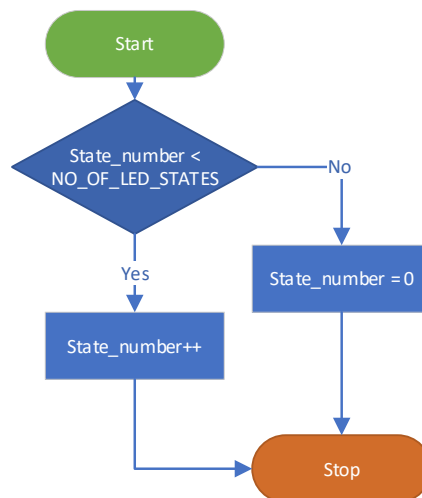 Start
State_number <
NO_OF_LED_STATES
No
Yes
State_number = 0
State_number++
Stop